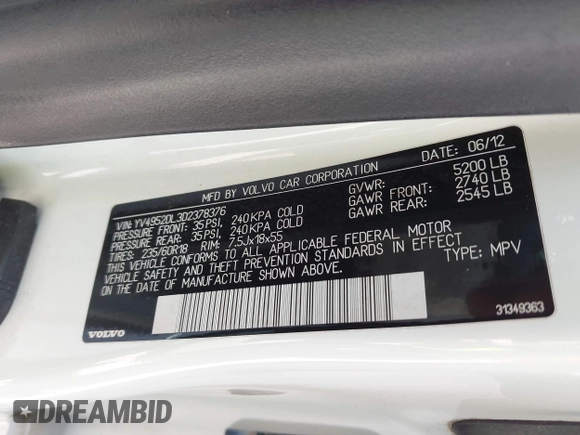 MFD BY VOLVO CAR CORPORATION DATE: 06/12
VIN: YV4952DL3D2378376 GVWR: 5200 LB
PRESSURE FRONT: 35 PSI, 240 KPA COLD GAWR FRONT: 2740 LB
PRESSURE REAR: 35 PSI, 240 KPA COLD GAWR REAR: 2545 LB
TIRES: 235/60R18 RIM: 7,5Jx18x55
THIS VEHICLE CONFORMS TO ALL APPLICABLE FEDERAL MOTOR
VEHICLE SAFETY AND THEFT PREVENTION STANDARDS IN EFFECT
ON THE DATE OF MANUFACTURE SHOWN ABOVE. TYPE: MPV
VOLVO 31349363
DREAMBID